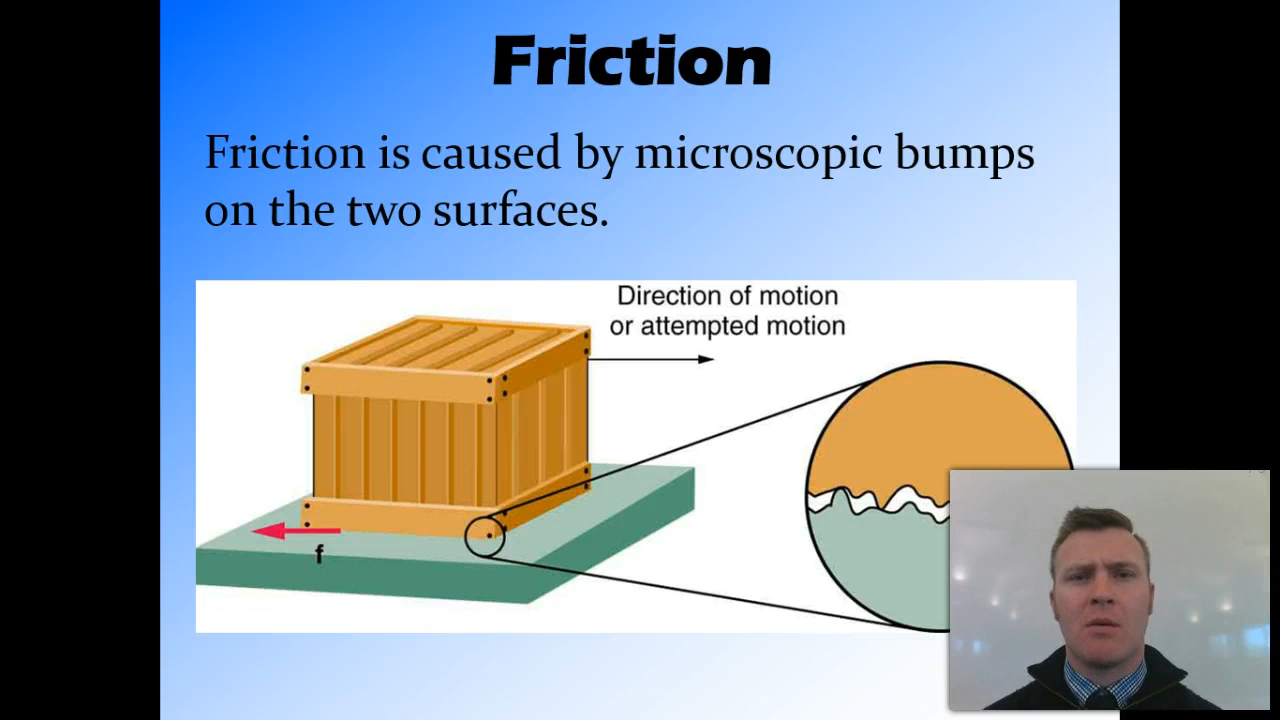 Friction
Friction is caused by microscopic bumps
on the two surfaces.
Direction of motion
or attempted motion
f